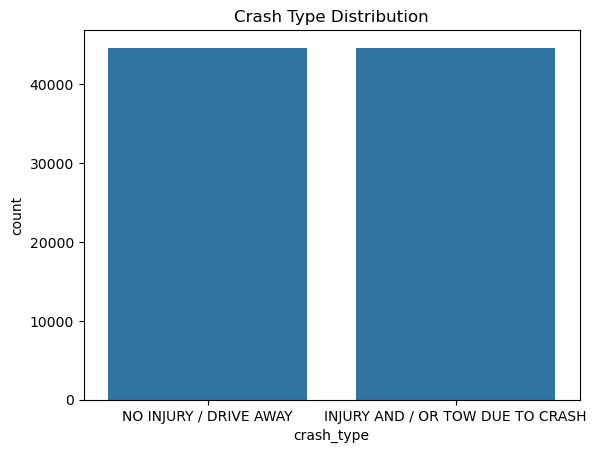 Crash Type Distribution
count
40000
30000
20000
10000
0
NO INJURY / DRIVE AWAY
INJURY AND / OR TOW DUE TO CRASH
crash_type